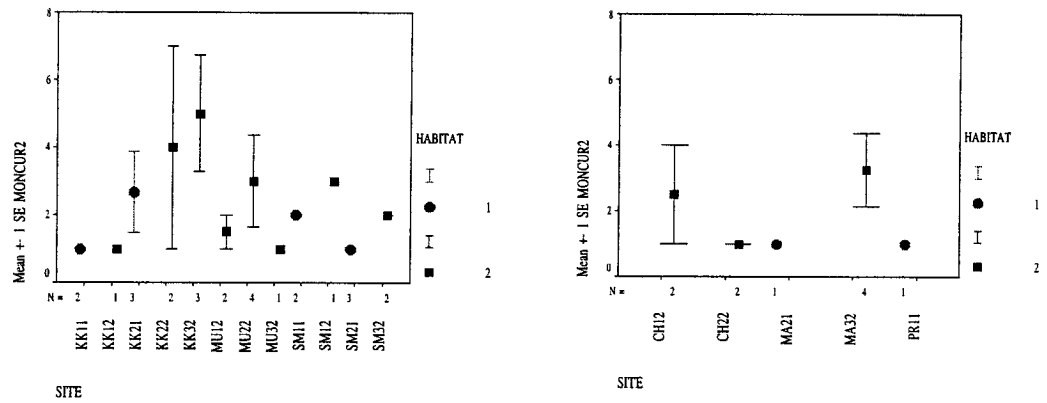 8
6
4
2
0
Mean +- 1 SE MONCUR2
HABITAT
1
2
N = 2 1 3 2 3 2 4 1 2 1 3 2
KK11 KK12 KK21 KK22 KK32 MU12 MU22 MU32 SM11 SM12 SM21 SM32
SITE
8
6
4
2
0
Mean +- 1 SE MONCUR2
HABITAT
1
2
N = 2 2 1 4 1
CH12 CH22 MA21 MA32 PR11
SITE